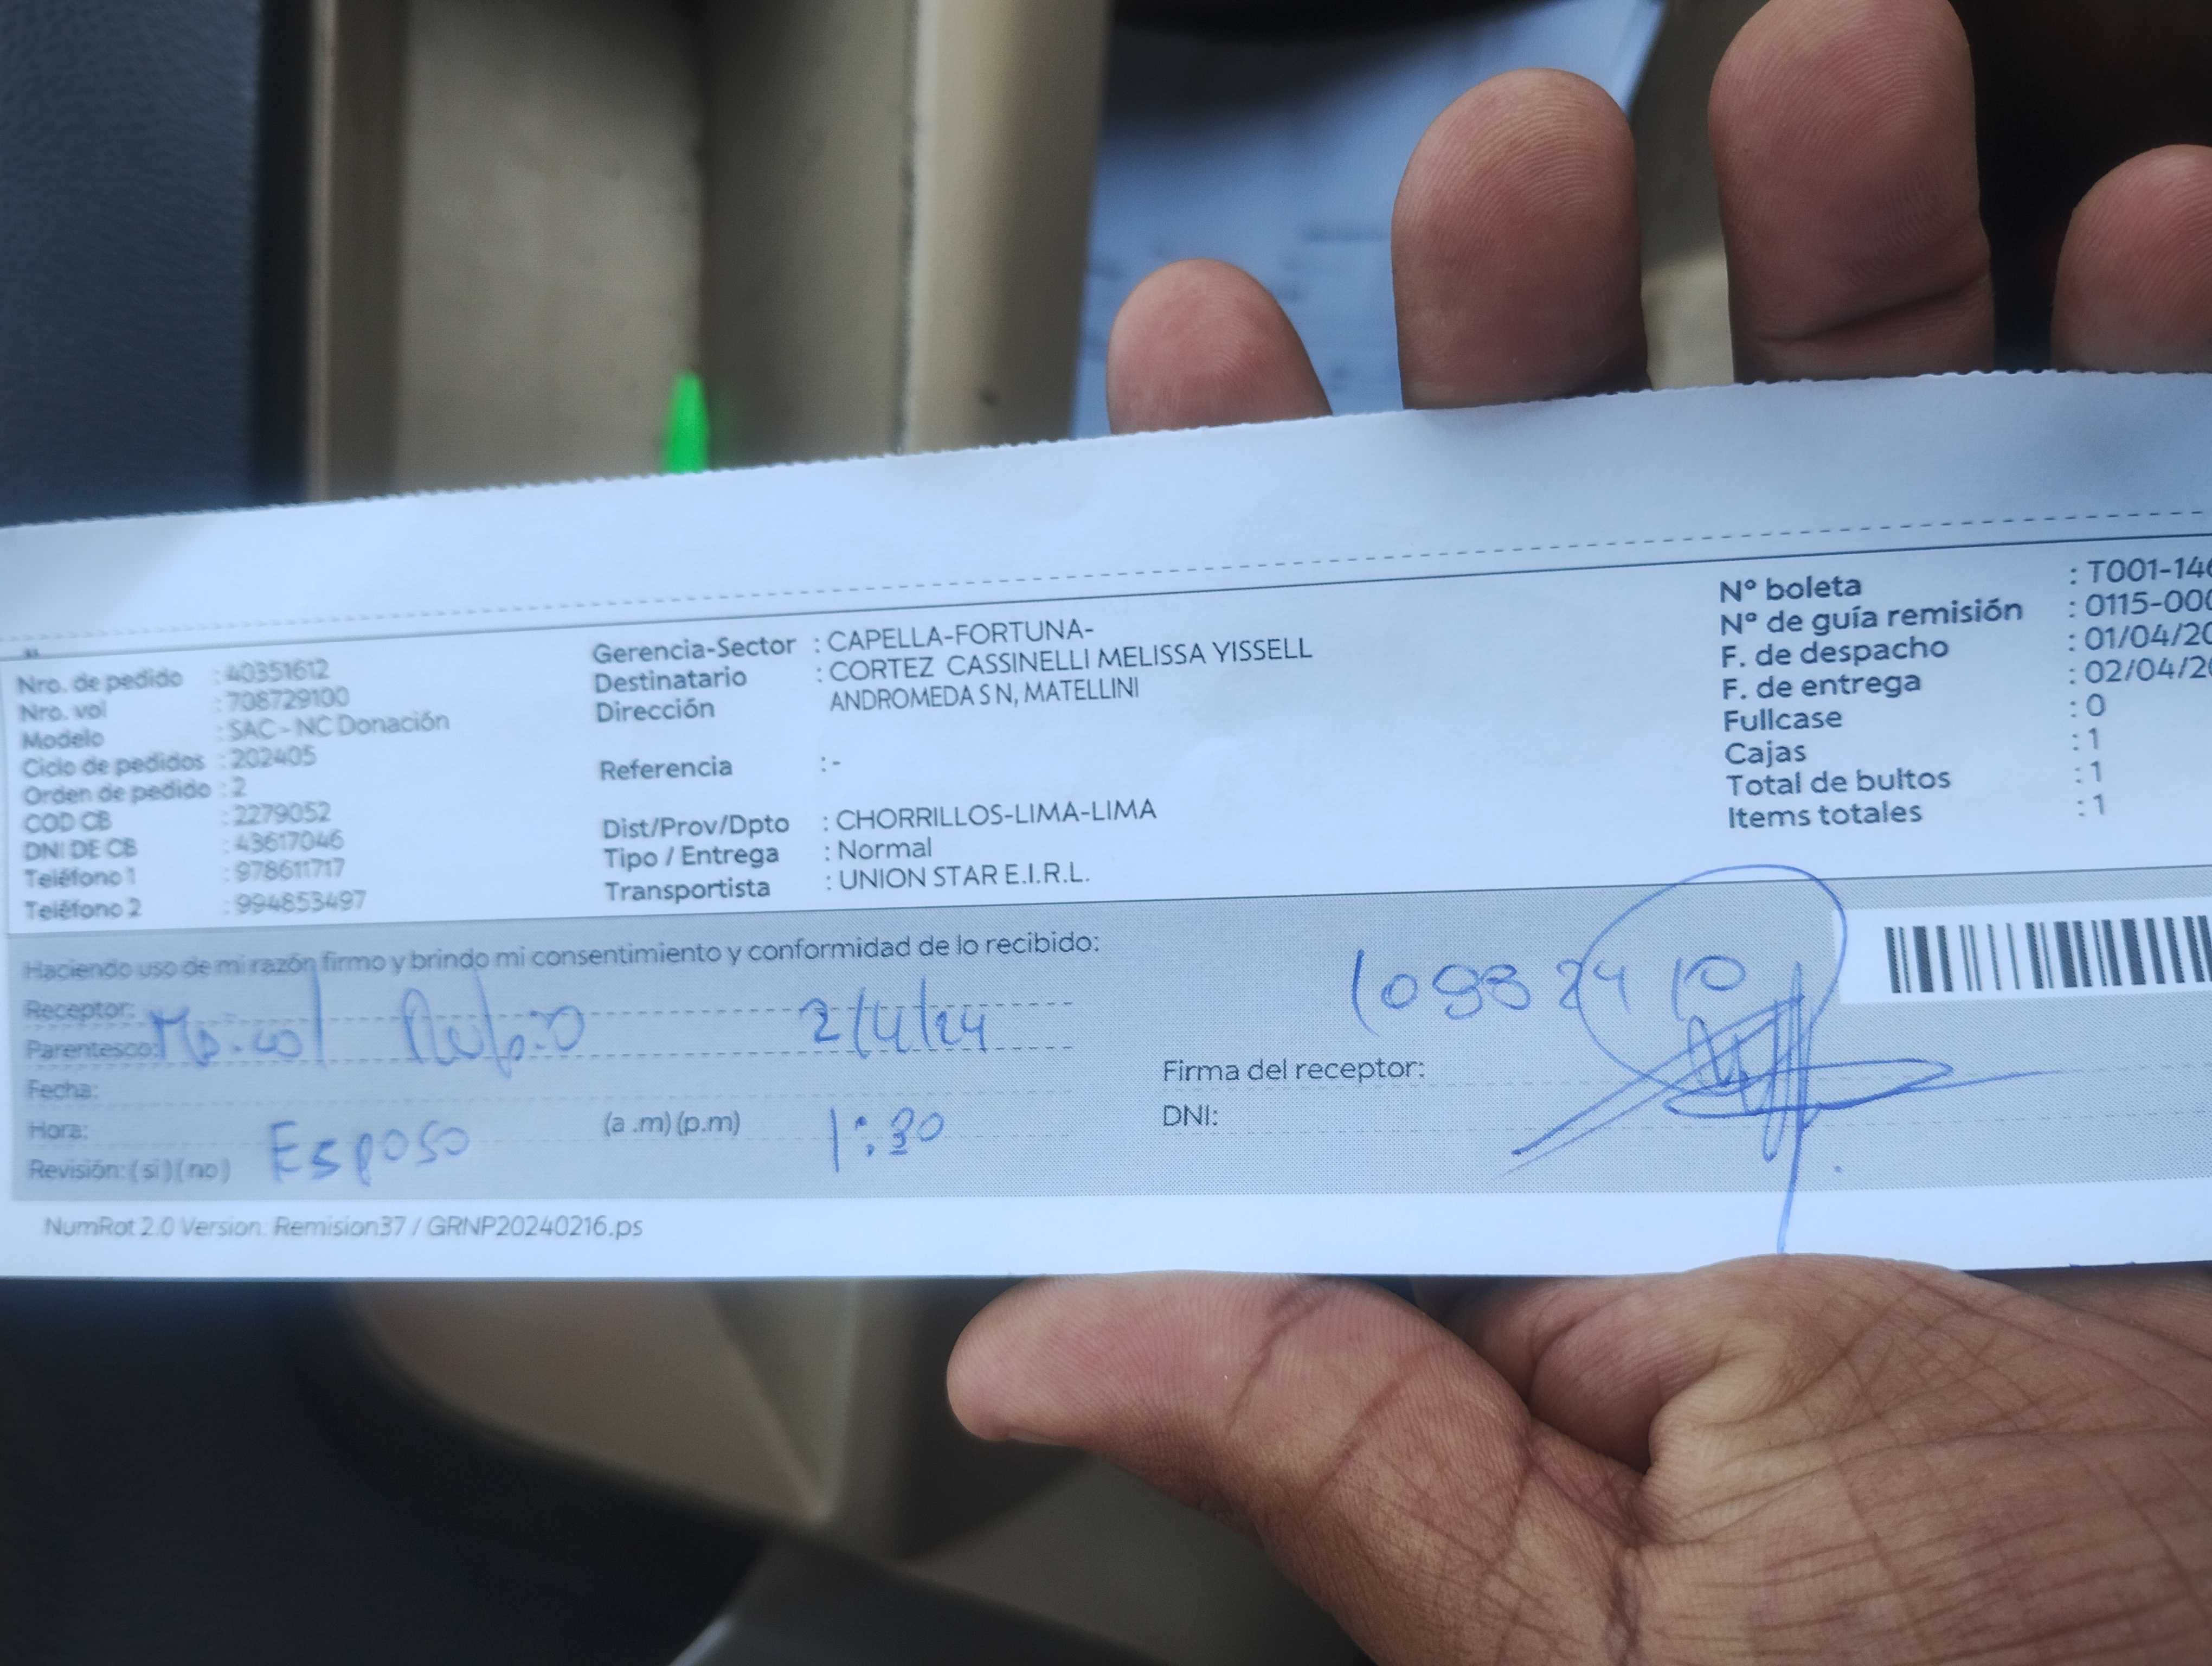 Nro. de pedido : 40351612
Nro. vol : 708729100
Modelo : SAC - NC Donación
Ciclo de pedidos : 202405
Orden de pedido : 2
COD CB : 2279052
DNI DE CB : 43617046
Teléfono 1 : 978611717
Teléfono 2 : 994853497
Gerencia-Sector : CAPELLA-FORTUNA-
Destinatario : CORTEZ CASSINELLI MELISSA YISSELL
Dirección ANDROMEDA S N, MATELLINI
Referencia : -
Dist/Prov/Dpto : CHORRILLOS-LIMA-LIMA
Tipo / Entrega : Normal
Transportista : UNION STAR E.I.R.L.
N° boleta : T001-14
N° de guía remisión : 0115-00
F. de despacho : 01/04/20
F. de entrega : 02/04/20
Fullcase : 0
Cajas : 1
Total de bultos : 1
Items totales : 1
Haciendo uso de mi razón firmo y brindo mi consentimiento y conformidad de lo recibido:
Receptor:
Parentesco: 2/4/24
Fecha:
Hora: (a .m) (p.m) 1:30
Revisión: ( si ) ( no ) Esposo
Firma del receptor:
DNI:
NumRot 2.0 Version: Remision37 / GRNP20240216.ps